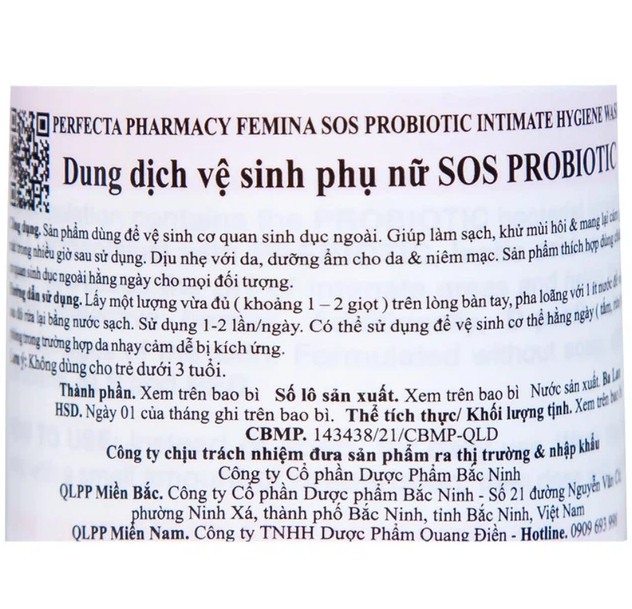 PERFECTA PHARMACY FEMINA SOS PROBIOTIC INTIMATE HYGIENE
Dung dịch vệ sinh phụ nữ SOS PROBIOTIC
dụng. Sản phẩm dùng để vệ sinh cơ quan sinh dục ngoài. Giúp làm sạch, khử mùi hôi & mang lại
trong nhiều giờ sau sử dụng. Dịu nhẹ với da, dưỡng ẩm cho da & niêm mạc. Sản phẩm thích hợp dùng
quan sinh dục ngoài hằng ngày cho mọi đối tượng.
dẫn sử dụng. Lấy một lượng vừa đủ ( khoảng 1 – 2 giọt ) trên lòng bàn tay, pha loãng với 1 ít nước
rửa lại bằng nước sạch. Sử dụng 1-2 lần/ngày. Có thể sử dụng để vệ sinh cơ thể hằng ngày ( tắm,
trong trường hợp da nhạy cảm dễ bị kích ứng.
Không dùng cho trẻ dưới 3 tuổi.
Thành phần. Xem trên bao bì Số lô sản xuất. Xem trên bao bì Nước sản xuất. Ba Lan
HSD. Ngày 01 của tháng ghi trên bao bì. Thể tích thực/ Khối lượng tịnh. Xem trên
CBMP. 143438/21/CBMP-QLD
Công ty chịu trách nhiệm đưa sản phẩm ra thị trường & nhập khẩu
Công ty Cổ phần Dược Phẩm Bắc Ninh
QLPP Miền Bắc. Công ty Cổ phần Dược phẩm Bắc Ninh - Số 21 đường Nguyễn Văn
phường Ninh Xá, thành phố Bắc Ninh, tỉnh Bắc Ninh, Việt Nam
QLPP Miền Nam. Công ty TNHH Dược Phẩm Quang Điền - Hotline. 0909 693